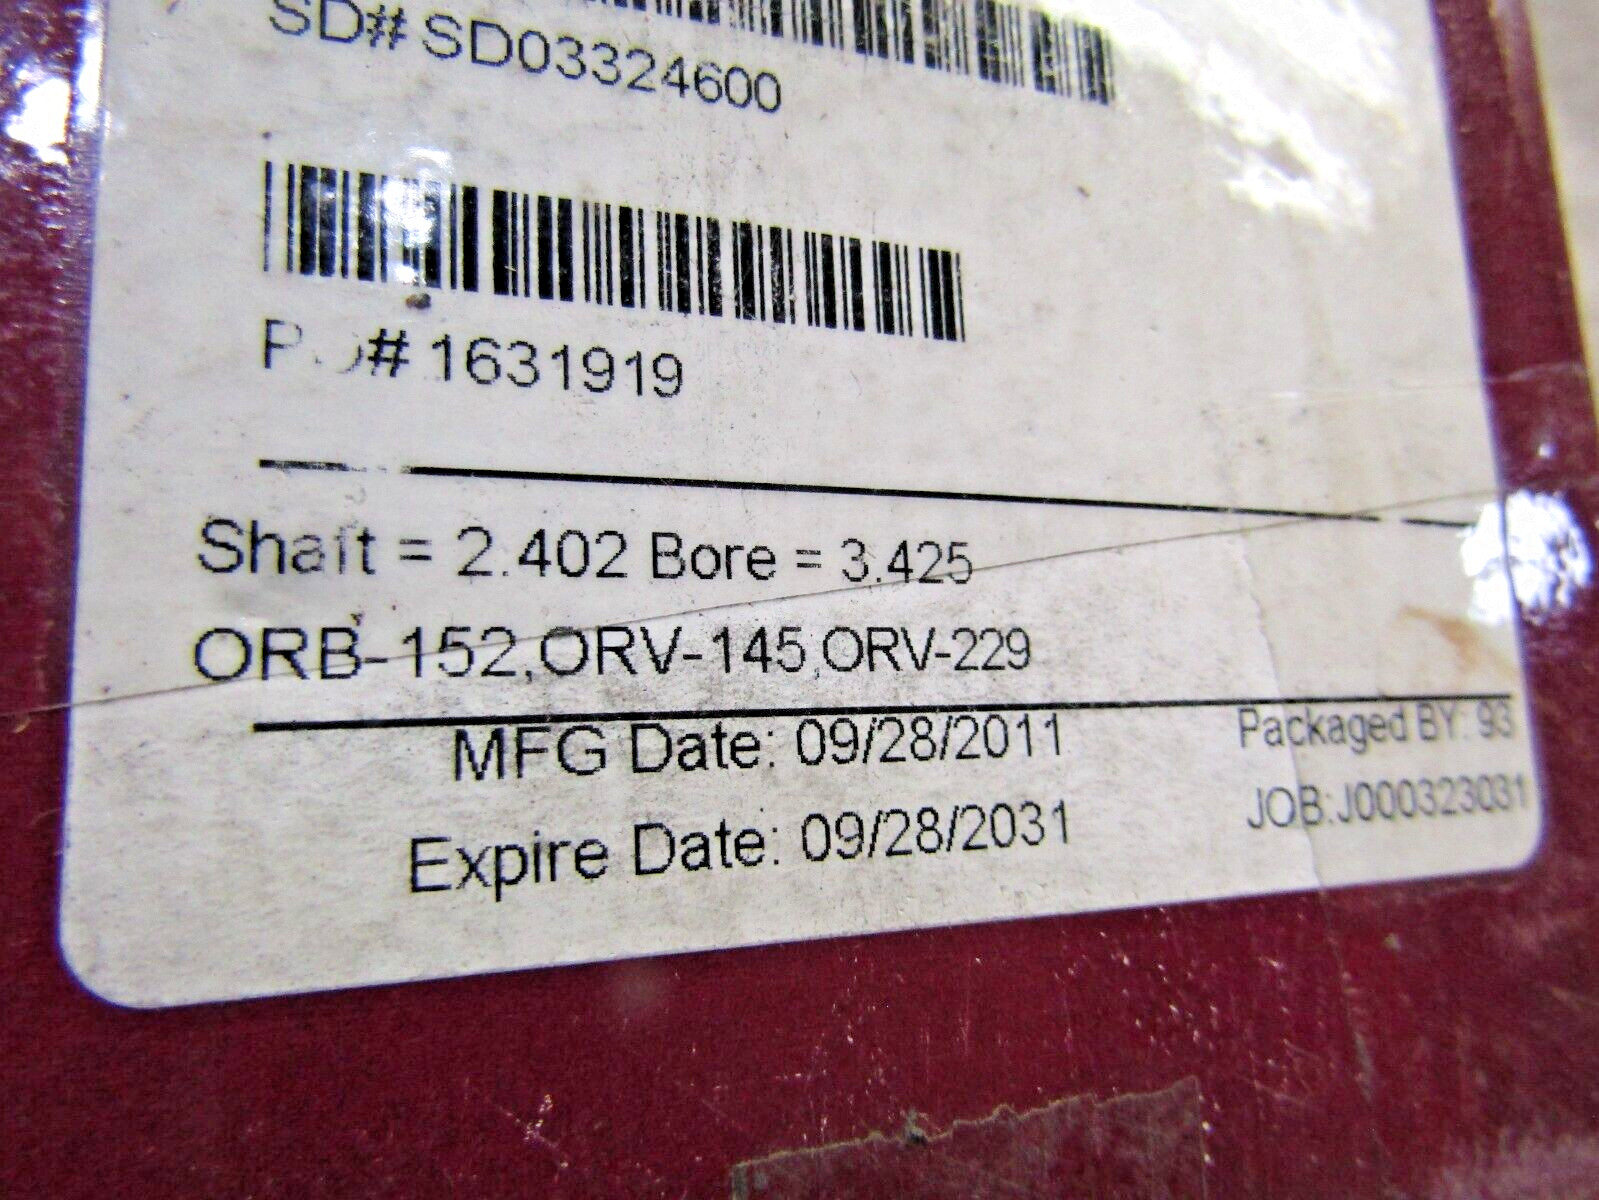 SD# SD03324600
PO# 1631919
Shaft = 2.402 Bore = 3.425
ORB-152,ORV-145,ORV-229
MFG Date: 09/28/2011
Packaged BY: 93
Expire Date: 09/28/2031
JOB:J000323031